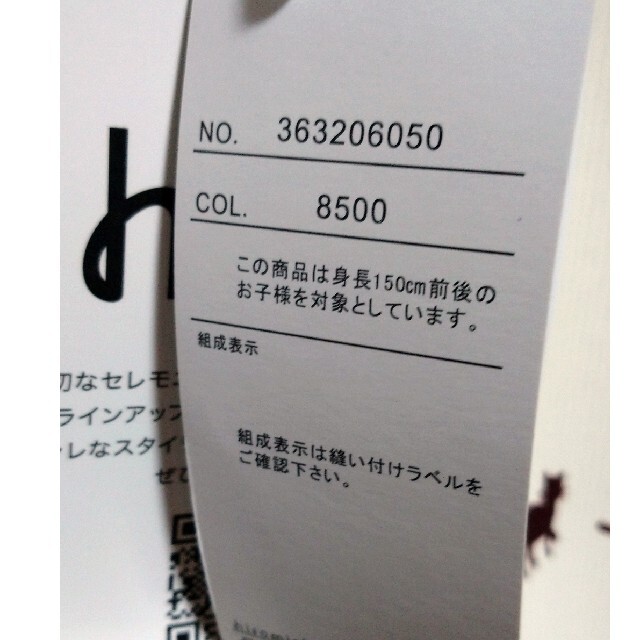 NO. 363206050
COL. 8500
この商品は身長150cm前後の
お子様を対象としています。
組成表示
組成表示は縫い付けラベルを
ご確認下さい。
切なセレモ
ラインアップ
レなスタイ
ぜひ